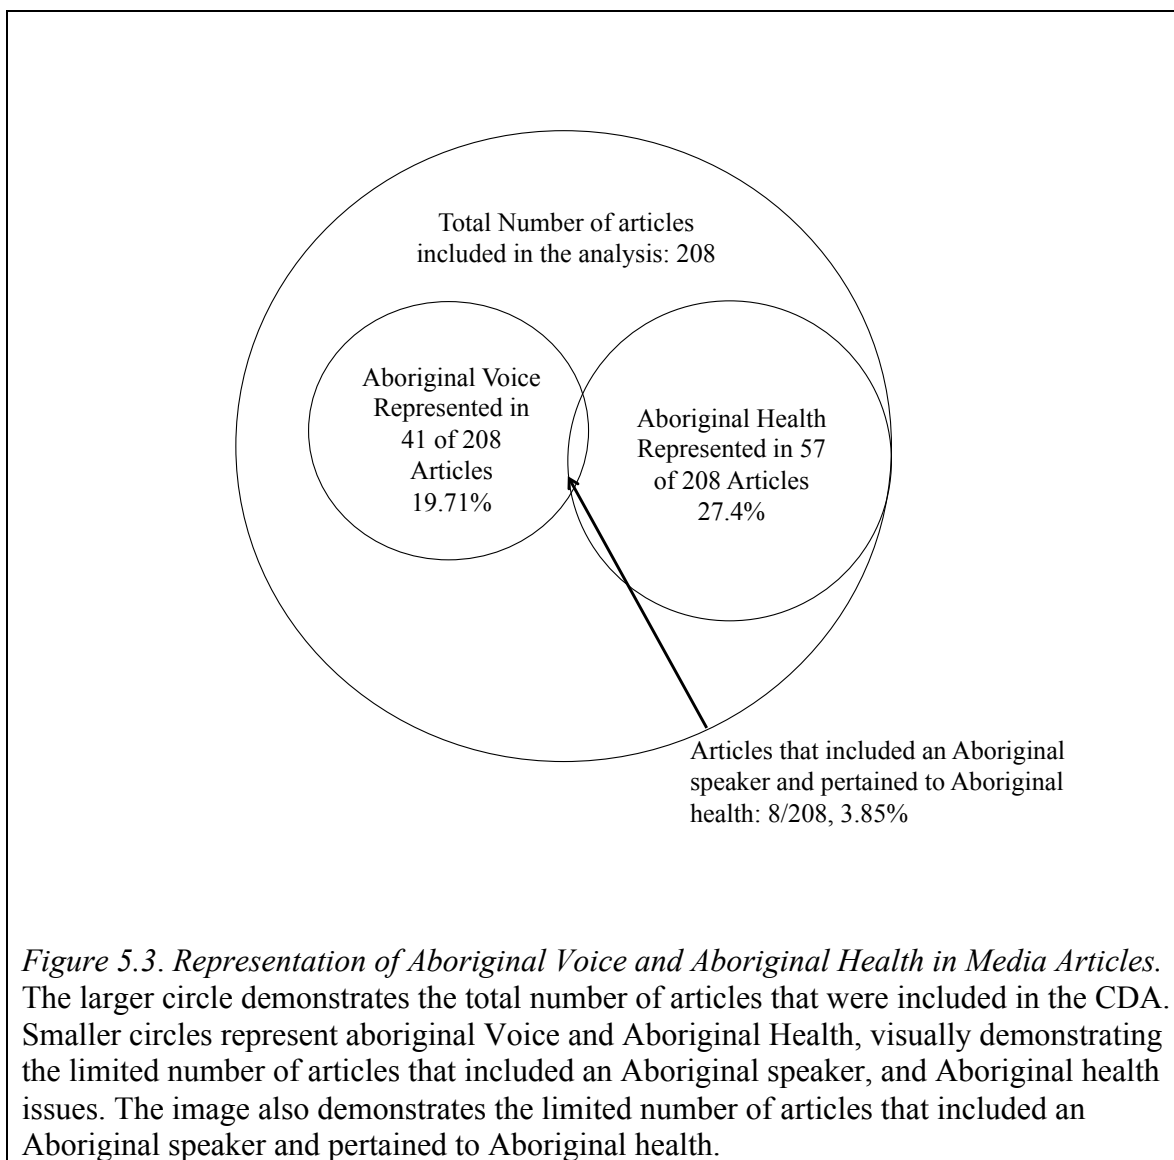 Total Number of articles
included in the analysis: 208
Aboriginal Voice
Represented in
41 of 208
Articles
19.71%
Aboriginal Health
Represented in 57
of 208 Articles
27.4%
Articles that included an Aboriginal
speaker and pertained to Aboriginal
health: 8/208, 3.85%
Figure 5.3. Representation of Aboriginal Voice and Aboriginal Health in Media Articles.
The larger circle demonstrates the total number of articles that were included in the CDA.
Smaller circles represent aboriginal Voice and Aboriginal Health, visually demonstrating
the limited number of articles that included an Aboriginal speaker, and Aboriginal health
issues. The image also demonstrates the limited number of articles that included an
Aboriginal speaker and pertained to Aboriginal health.